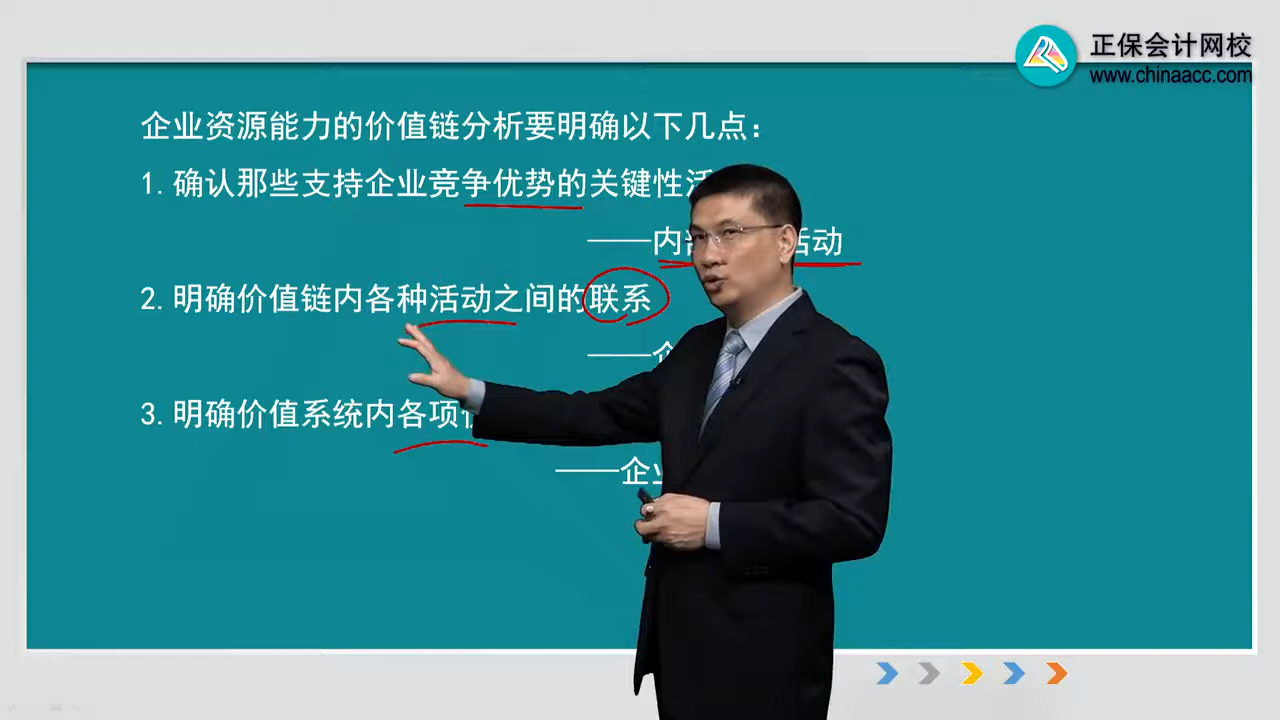 正保会计网校
www.chinaacc.com
企业资源能力的价值链分析要明确以下几点：
1.确认那些支持企业竞争优势的关键性
——内 活动
2.明确价值链内各种活动之间的联系
——
3.明确价值系统内各项
——企